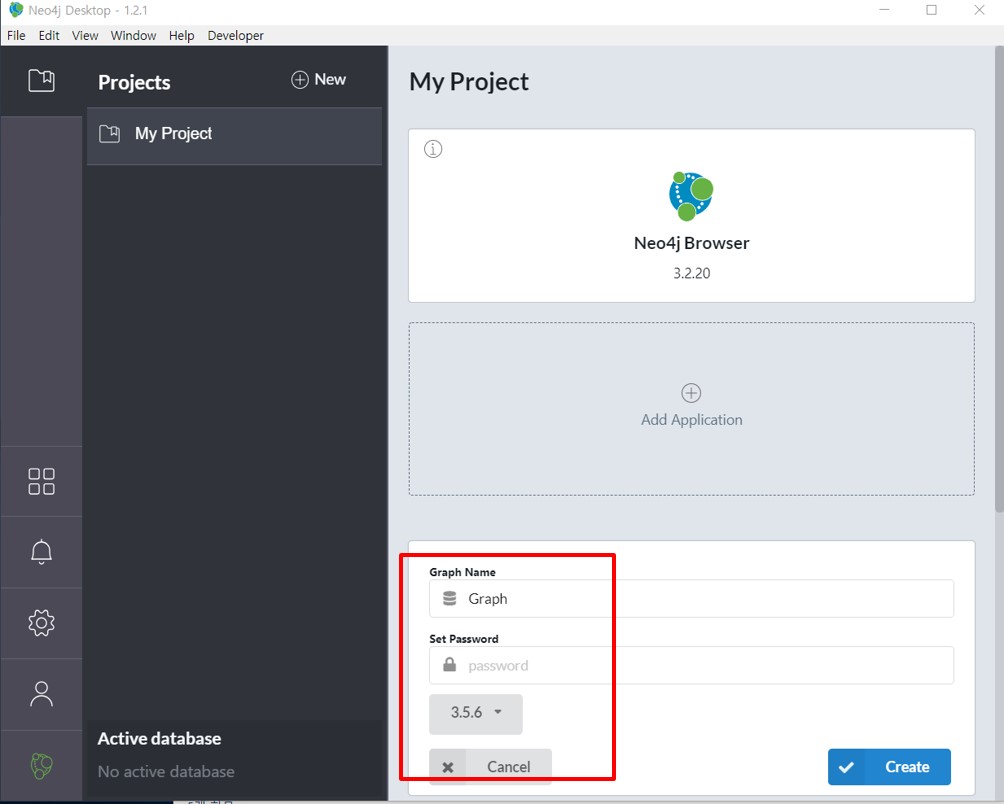 Neo4j Desktop - 1.2.1
File Edit View Window Help Developer
Projects
New
My Project
My Project
Neo4j Browser
3.2.20
Add Application
Graph Name
Graph
Set Password
password
3.5.6
Cancel
Create
Active database
No active database